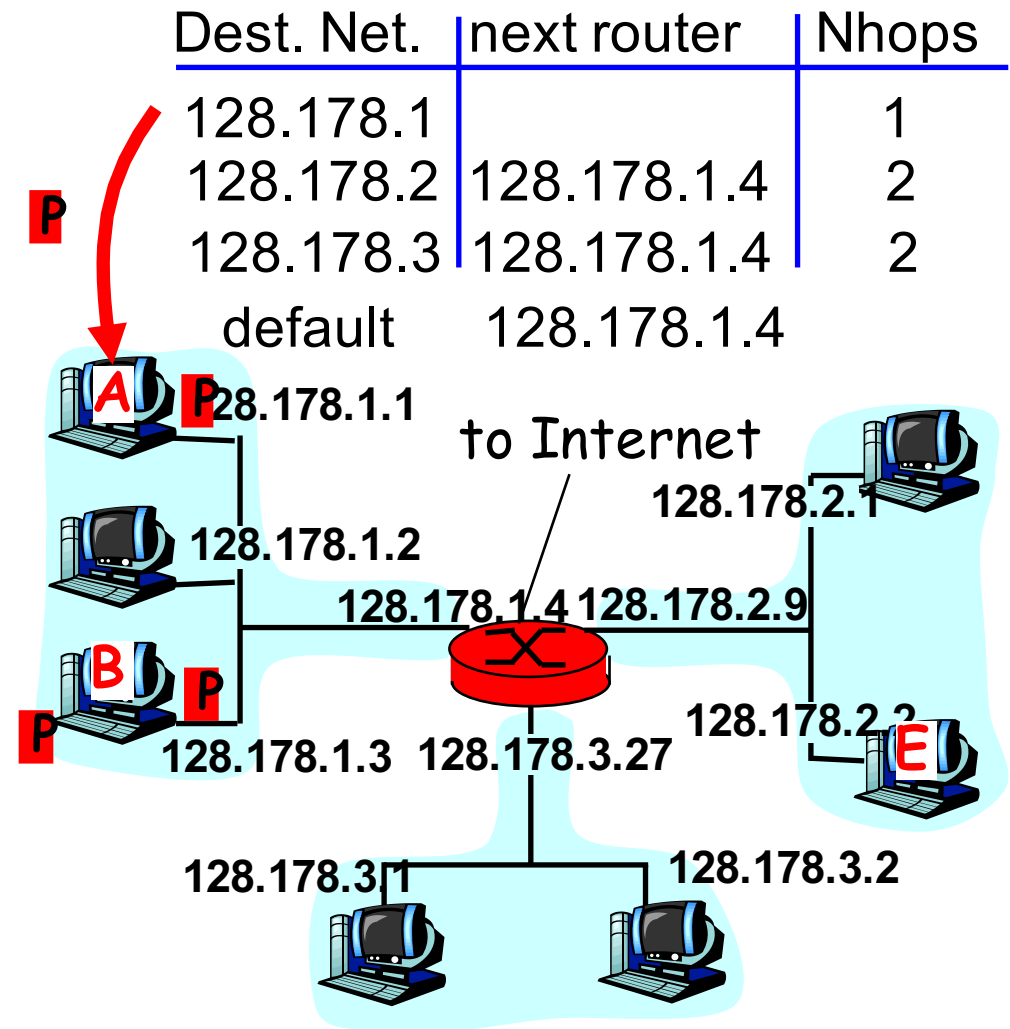 Dest. Net. next router Nhops
128.178.1 1
128.178.2 128.178.1.4 2
P
128.178.3 128.178.1.4 2
default 128.178.1.4
A
P
28.178.1.1
to Internet
128.178.2.1
128.178.1.2
128.178.1.4 128.178.2.9
B
P
P
128.178.2.2
E
128.178.1.3 128.178.3.27
128.178.3.1 128.178.3.2